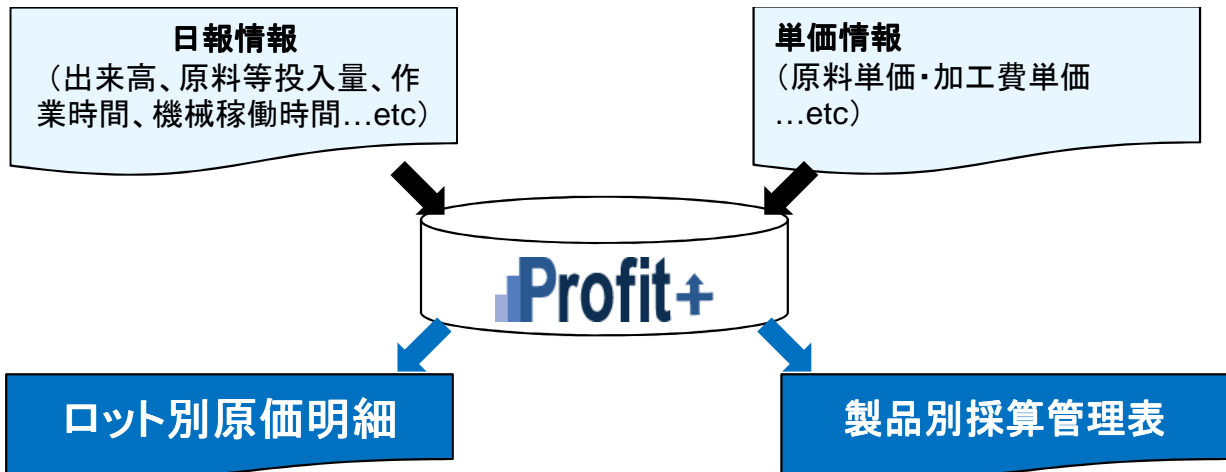 日報情報
（出来高、原料等投入量、作
業時間、機械稼働時間…etc）
単価情報
（原料単価・加工費単価
…etc）
Profit+
ロット別原価明細
製品別採算管理表